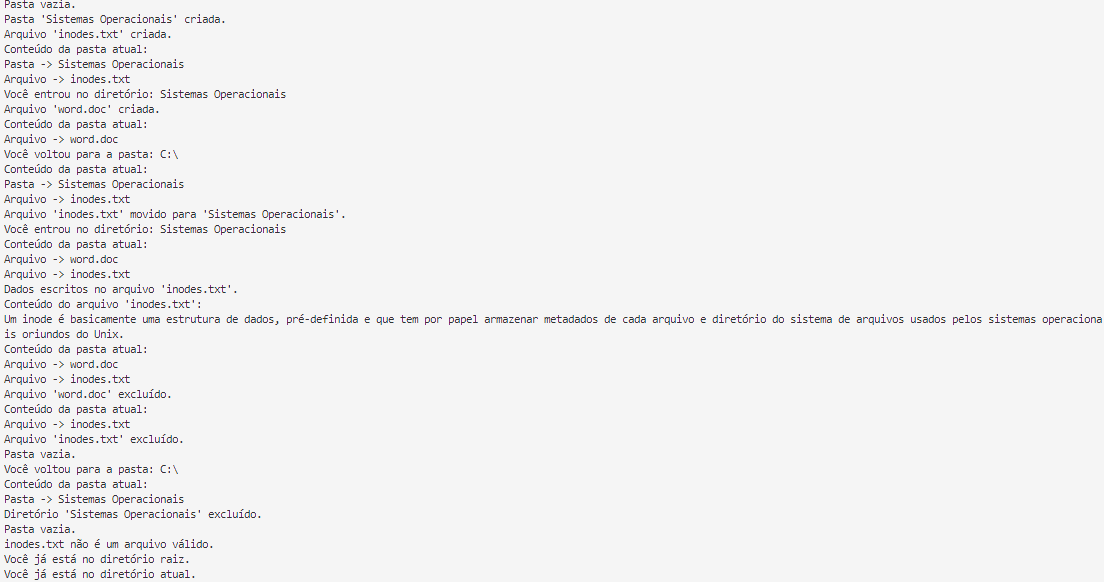 Pasta vazia.
Pasta 'Sistemas Operacionais' criada.
Arquivo 'inodes.txt' criada.
Conteúdo da pasta atual:
Pasta -> Sistemas Operacionais
Arquivo -> inodes.txt
Você entrou no diretório: Sistemas Operacionais
Arquivo 'word.doc' criada.
Conteúdo da pasta atual:
Arquivo -> word.doc
Você voltou para a pasta: C:\
Conteúdo da pasta atual:
Pasta -> Sistemas Operacionais
Arquivo -> inodes.txt
Arquivo 'inodes.txt' movido para 'Sistemas Operacionais'.
Você entrou no diretório: Sistemas Operacionais
Conteúdo da pasta atual:
Arquivo -> word.doc
Arquivo -> inodes.txt
Dados escritos no arquivo 'inodes.txt'.
Conteúdo do arquivo 'inodes.txt':
Um inode é basicamente uma estrutura de dados, pré-definida e que tem por papel armazenar metadados de cada arquivo e diretório do sistema de arquivos usados pelos sistemas operaciona
is oriundos do Unix.
Conteúdo da pasta atual:
Arquivo -> word.doc
Arquivo -> inodes.txt
Arquivo 'word.doc' excluído.
Conteúdo da pasta atual:
Arquivo -> inodes.txt
Arquivo 'inodes.txt' excluído.
Pasta vazia.
Você voltou para a pasta: C:\
Conteúdo da pasta atual:
Pasta -> Sistemas Operacionais
Diretório 'Sistemas Operacionais' excluído.
Pasta vazia.
inodes.txt não é um arquivo válido.
Você já está no diretório raiz.
Você já está no diretório atual.